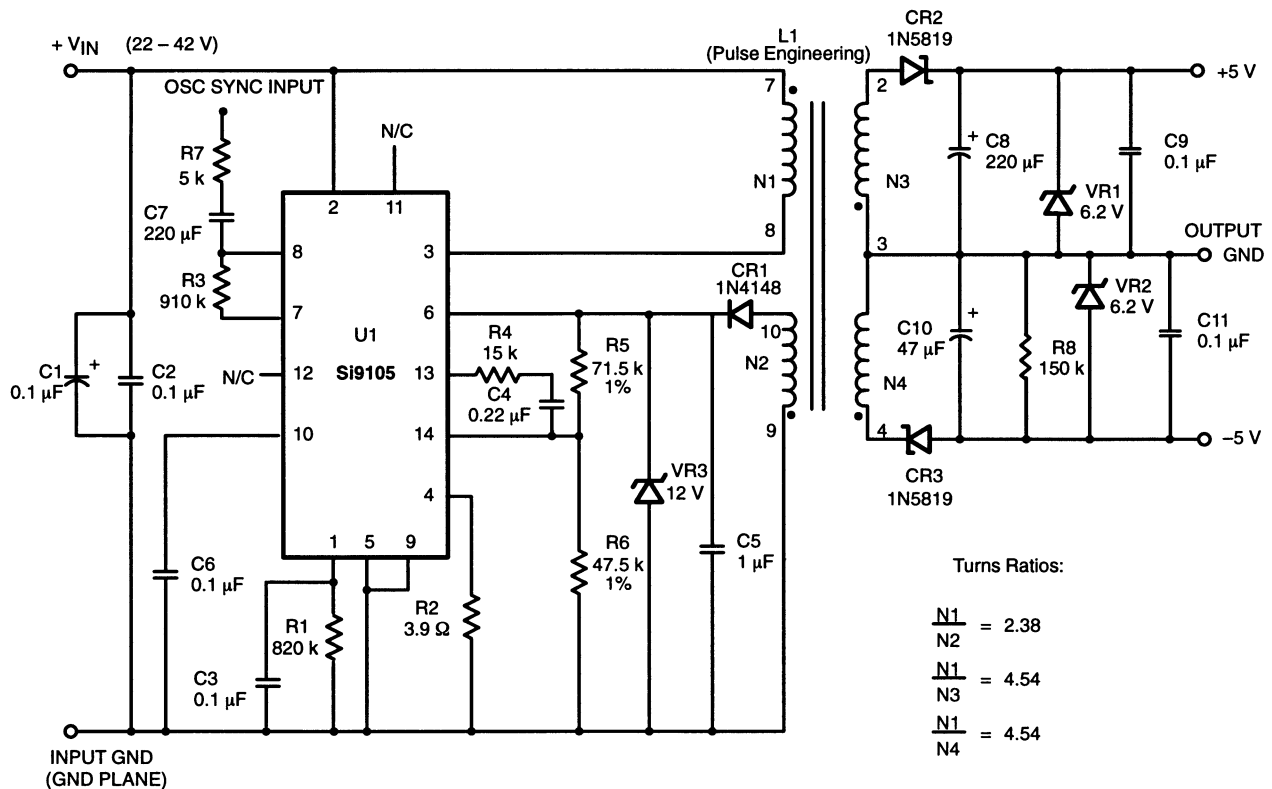 + VIN (22 – 42 V)
OSC SYNC INPUT
R7
5 k
N/C
C7
220 µF
R3
910 k
2
11
8
3
7
6
12
13
10
14
4
1
5
9
U1
Si9105
N/C
C1
+
0.1 µF
C2
0.1 µF
C6
0.1 µF
C3
0.1 µF
R1
820 k
R2
3.9 Ω
R4
15 k
C4
0.22 µF
R5
71.5 k
1%
R6
47.5 k
1%
VR3
12 V
C5
1 µF
CR1
1N4148
L1
(Pulse Engineering)
7
N1
8
10
N2
9
CR2
1N5819
2
N3
3
N4
4
CR3
1N5819
+
C8
220 µF
VR1
6.2 V
C9
0.1 µF
+
C10
47 µF
R8
150 k
VR2
6.2 V
C11
0.1 µF
+5 V
OUTPUT
GND
–5 V
INPUT GND
(GND PLANE)
Turns Ratios:
N1
N2
= 2.38
N1
N3
= 4.54
N1
N4
= 4.54